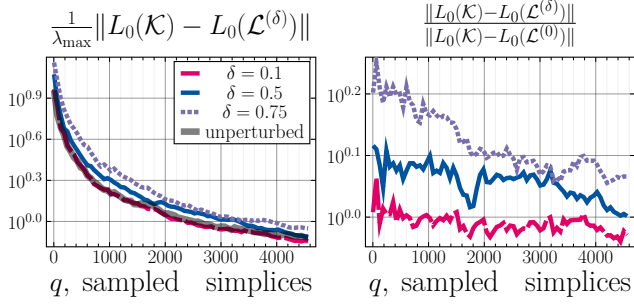 1/λmax ‖L0(𝒦) − L0(ℒ(δ))‖
10^0.9
10^0.6
10^0.3
10^0.0
δ = 0.1
δ = 0.5
δ = 0.75
unperturbed
0 1000 2000 3000 4000
q, sampled simplices
‖L0(𝒦)−L0(ℒ(δ))‖
‖L0(𝒦)−L0(ℒ(0))‖
10^0.2
10^0.1
10^0.0
0 1000 2000 3000 4000
q, sampled simplices